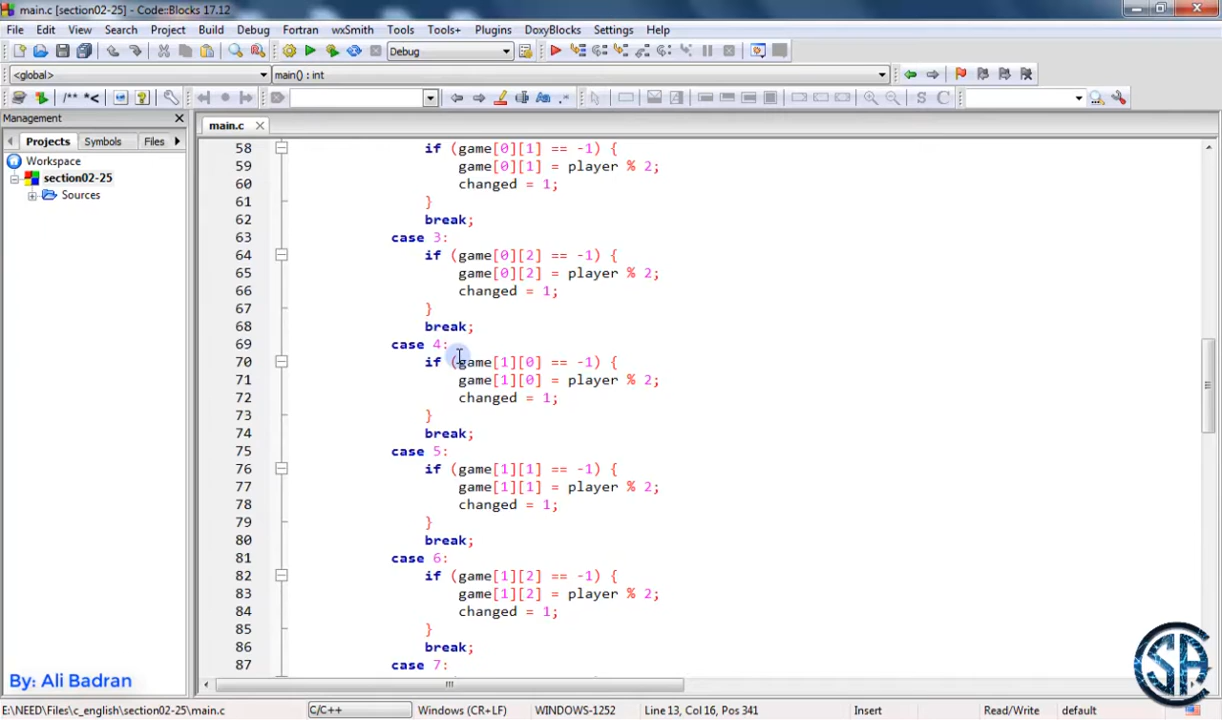 main.c [section02-25] - Code::Blocks 17.12
File Edit View Search Project Build Debug Fortran wxSmith Tools Tools+ Plugins DoxyBlocks Settings Help
Debug
<global> main() : int
/** *<
S C
Management
main.c
Projects Symbols Files
Workspace
section02-25
Sources
58 if (game[0][1] == -1) {
59 game[0][1] = player % 2;
60 changed = 1;
61 }
62 break;
63 case 3:
64 if (game[0][2] == -1) {
65 game[0][2] = player % 2;
66 changed = 1;
67 }
68 break;
69 case 4:
70 if (game[1][0] == -1) {
71 game[1][0] = player % 2;
72 changed = 1;
73 }
74 break;
75 case 5:
76 if (game[1][1] == -1) {
77 game[1][1] = player % 2;
78 changed = 1;
79 }
80 break;
81 case 6:
82 if (game[1][2] == -1) {
83 game[1][2] = player % 2;
84 changed = 1;
85 }
86 break;
87 case 7:
By: Ali Badran
E:\NEED\Files\c_english\section02-25\main.c C/C++ Windows (CR+LF) WINDOWS-1252 Line 13, Col 16, Pos 341 Insert Read/Write default